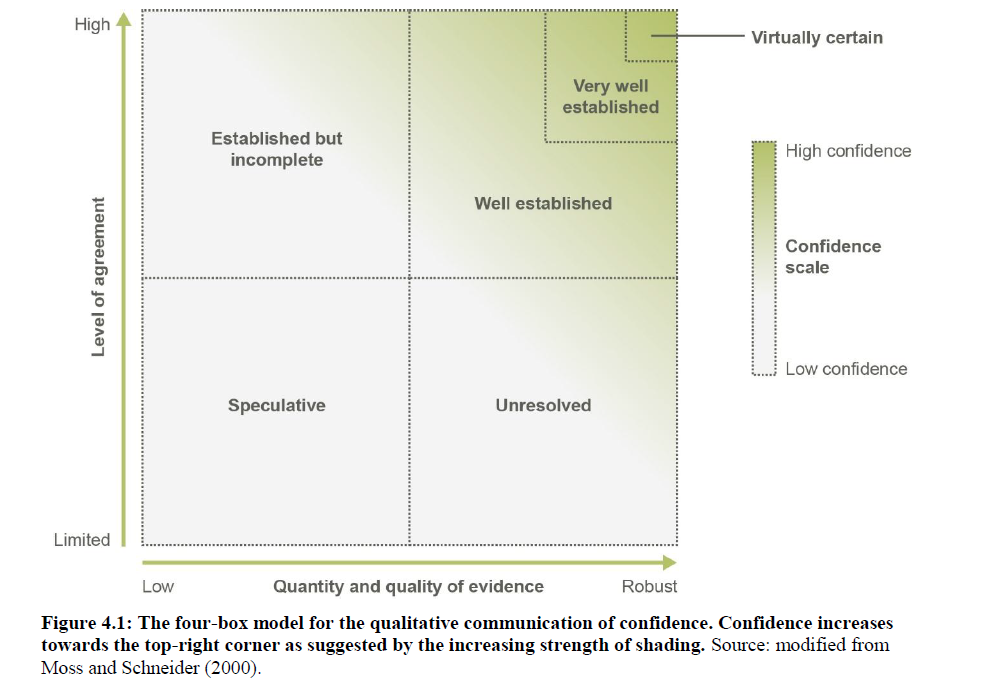 High
Virtually certain
Very well
established
Established but
incomplete
High confidence
Well established
Confidence
scale
Level of agreement
Low confidence
Speculative
Unresolved
Limited
Low
Quantity and quality of evidence
Robust
Figure 4.1: The four-box model for the qualitative communication of confidence. Confidence increases
towards the top-right corner as suggested by the increasing strength of shading. Source: modified from
Moss and Schneider (2000).